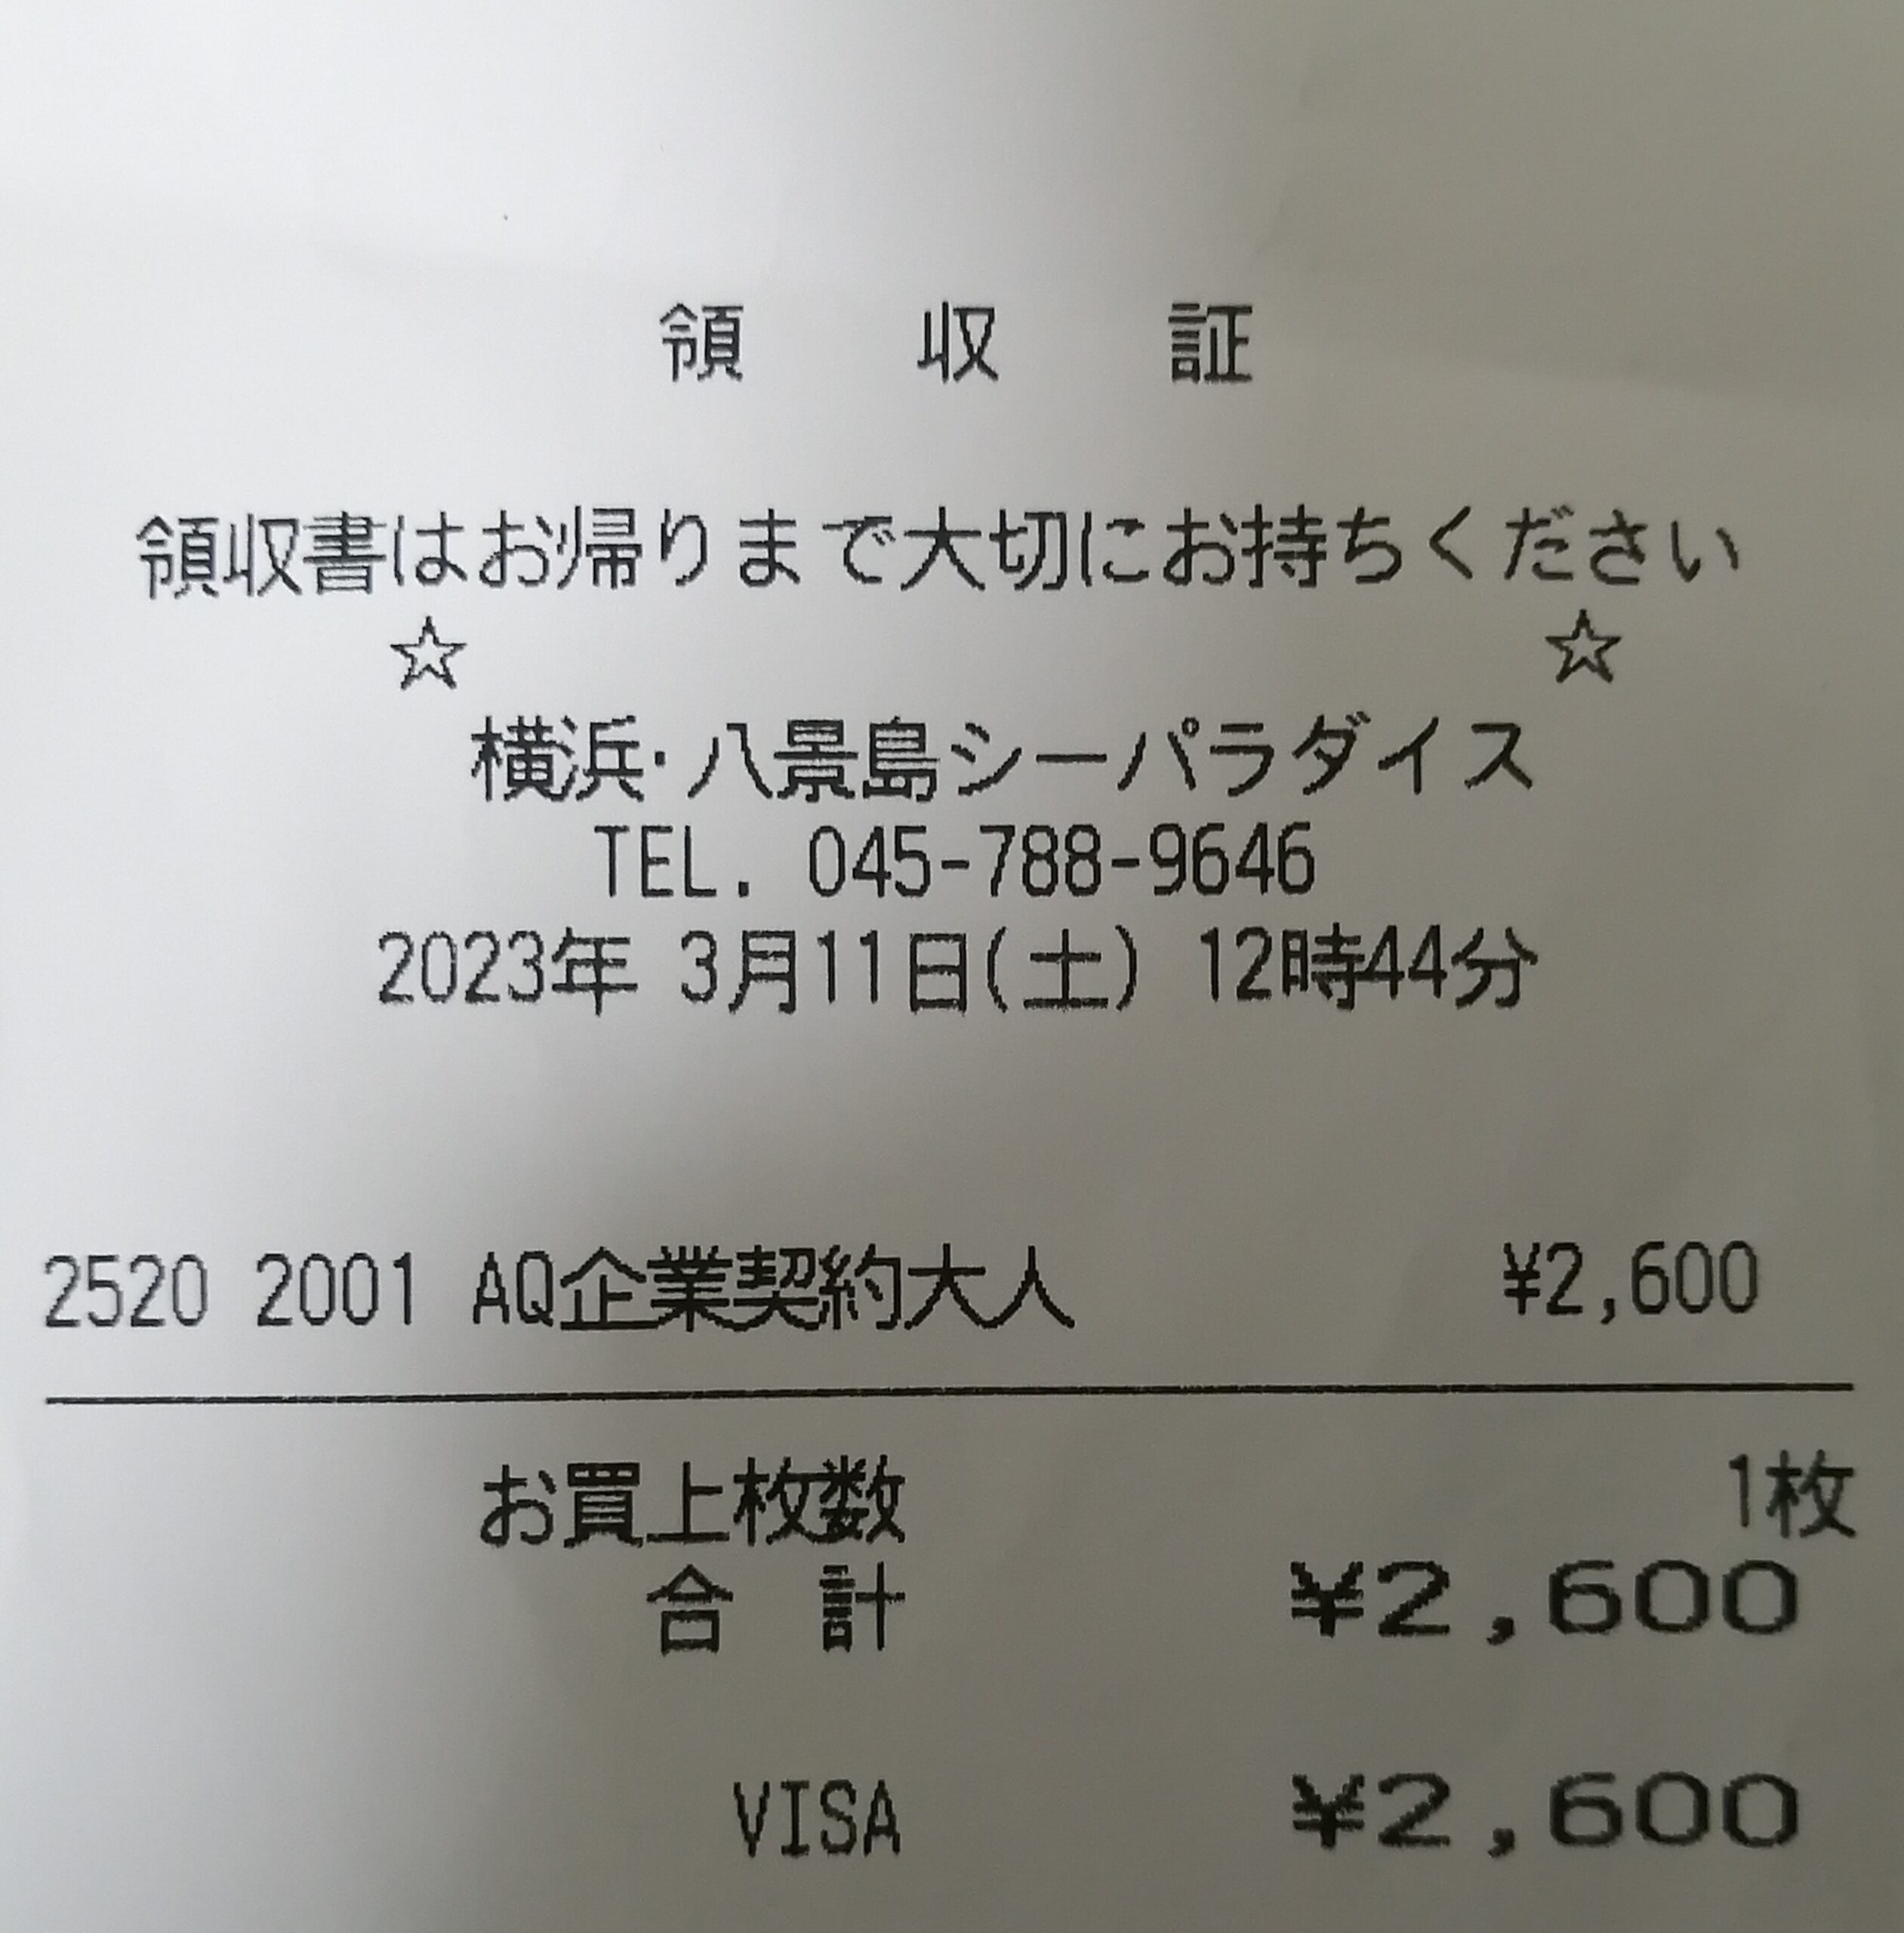 領 収 証
領収書はお帰りまで大切にお持ちください
☆ ☆
横浜・八景島シーパラダイス
TEL. 045-788-9646
2023年 3月11日(土) 12時44分
2520 2001 AQ企業契約大人 ¥2,600
お買上枚数 1枚
合 計 ¥2,600
VISA ¥2,600